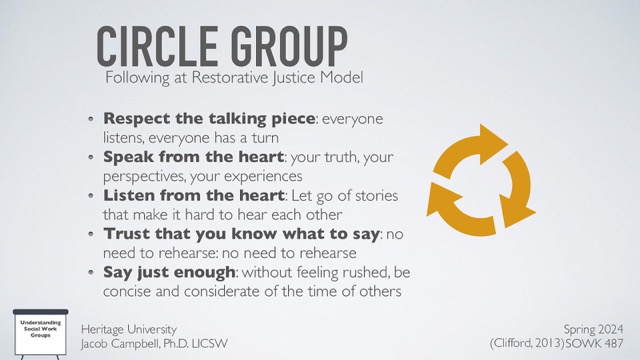 CIRCLE GROUP
Following at Restorative Justice Model
Respect the talking piece: everyone
listens, everyone has a turn
Speak from the heart: your truth, your
perspectives, your experiences
Listen from the heart: Let go of stories
that make it hard to hear each other
Trust that you know what to say: no
need to rehearse: no need to rehearse
Say just enough: without feeling rushed, be
concise and considerate of the time of others
Understanding
Social Work
Groups
Heritage University
Jacob Campbell, Ph.D. LICSW
Spring 2024
(Clifford, 2013) SOWK 487